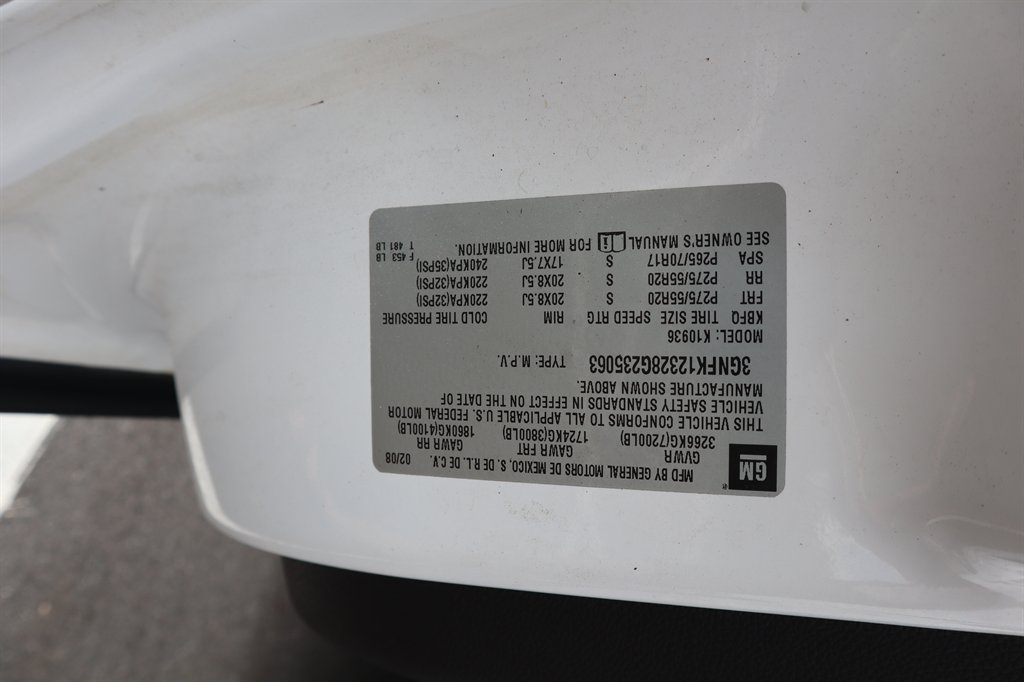 GM
MFD BY GENERAL MOTORS DE MEXICO, S. DE R.L. DE C.V. 02/08
GVWR GAWR FRT GAWR RR
3266KG(7200LB) 1724KG(3800LB) 1860KG(4100LB)
THIS VEHICLE CONFORMS TO ALL APPLICABLE U.S. FEDERAL MOTOR
VEHICLE SAFETY STANDARDS IN EFFECT ON THE DATE OF
MANUFACTURE SHOWN ABOVE.
3GNFK12328G235063 TYPE: M.P.V.
MODEL: K10936
KBFQ TIRE SIZE SPEED RTG RIM COLD TIRE PRESSURE
FRT P275/55R20 S 20X8.5J 220KPA(32PSI)
RR P275/55R20 S 20X8.5J 220KPA(32PSI)
SPA P265/70R17 S 17X7.5J 240KPA(35PSI)
F 453 LB
SEE OWNER'S MANUAL FOR MORE INFORMATION.
T 481 LB